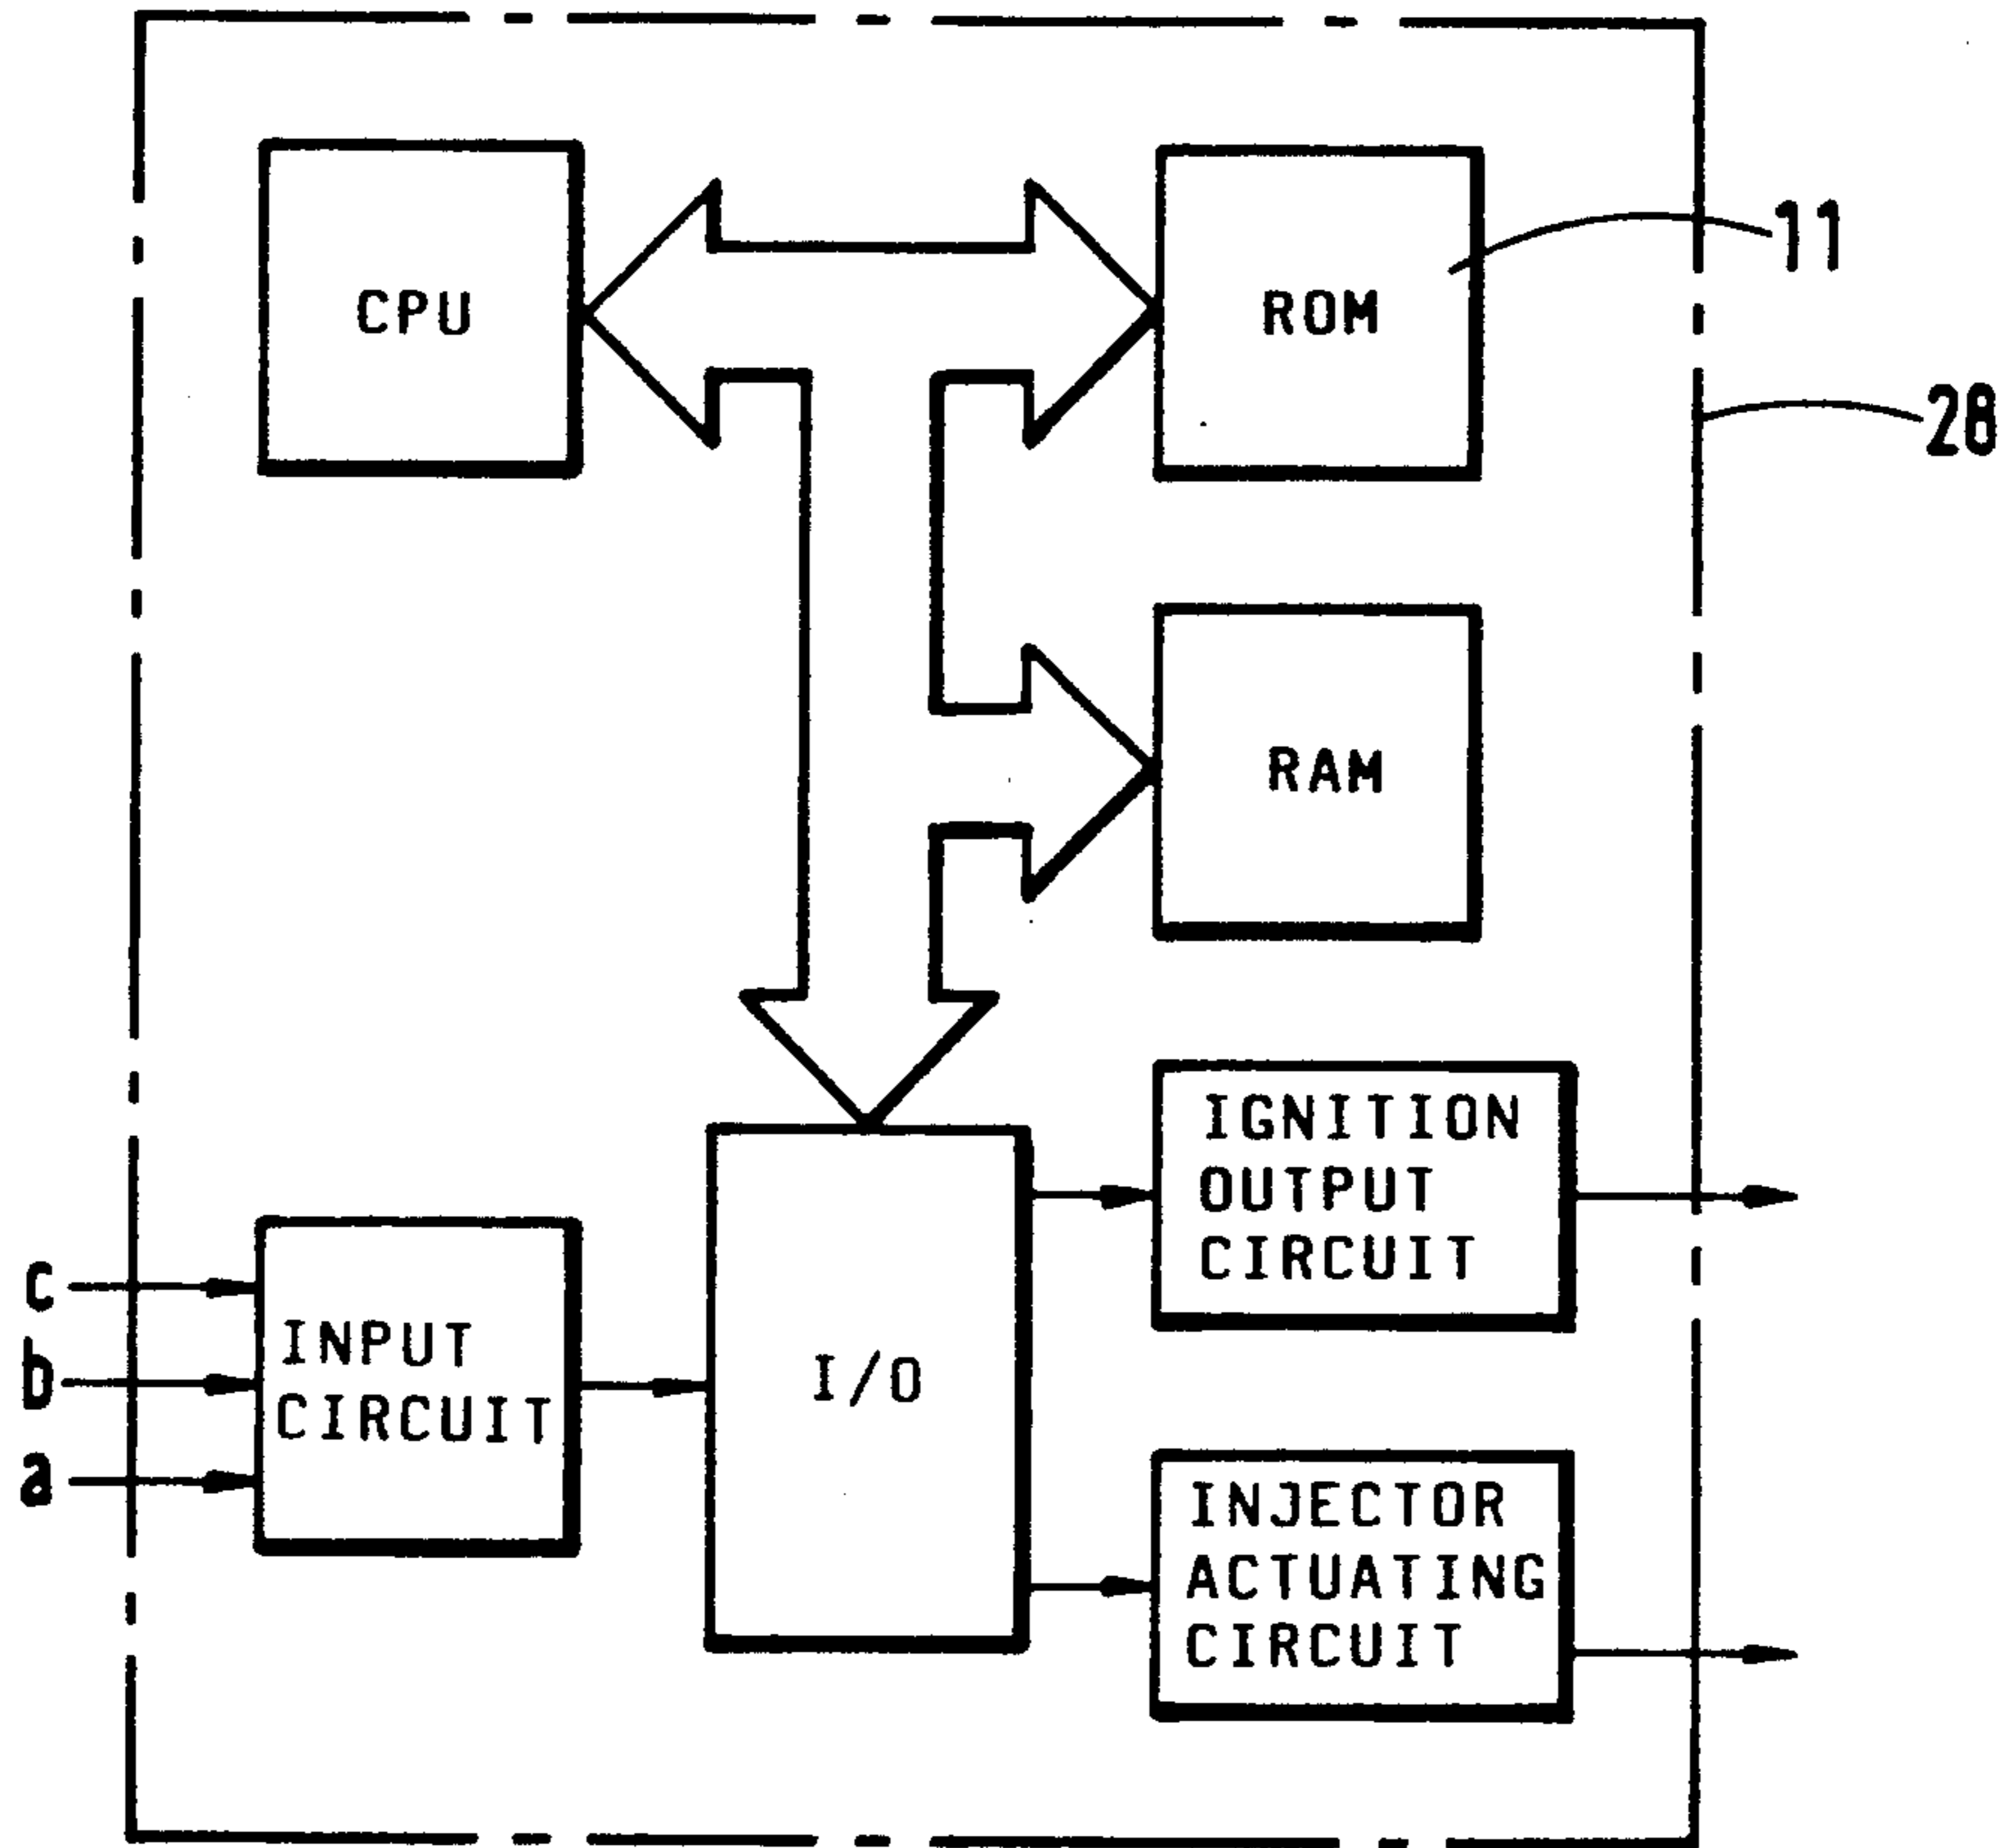 CPU
ROM
11
28
RAM
IGNITION
OUTPUT
CIRCUIT
c
b
a
INPUT
CIRCUIT
I/O
INJECTOR
ACTUATING
CIRCUIT